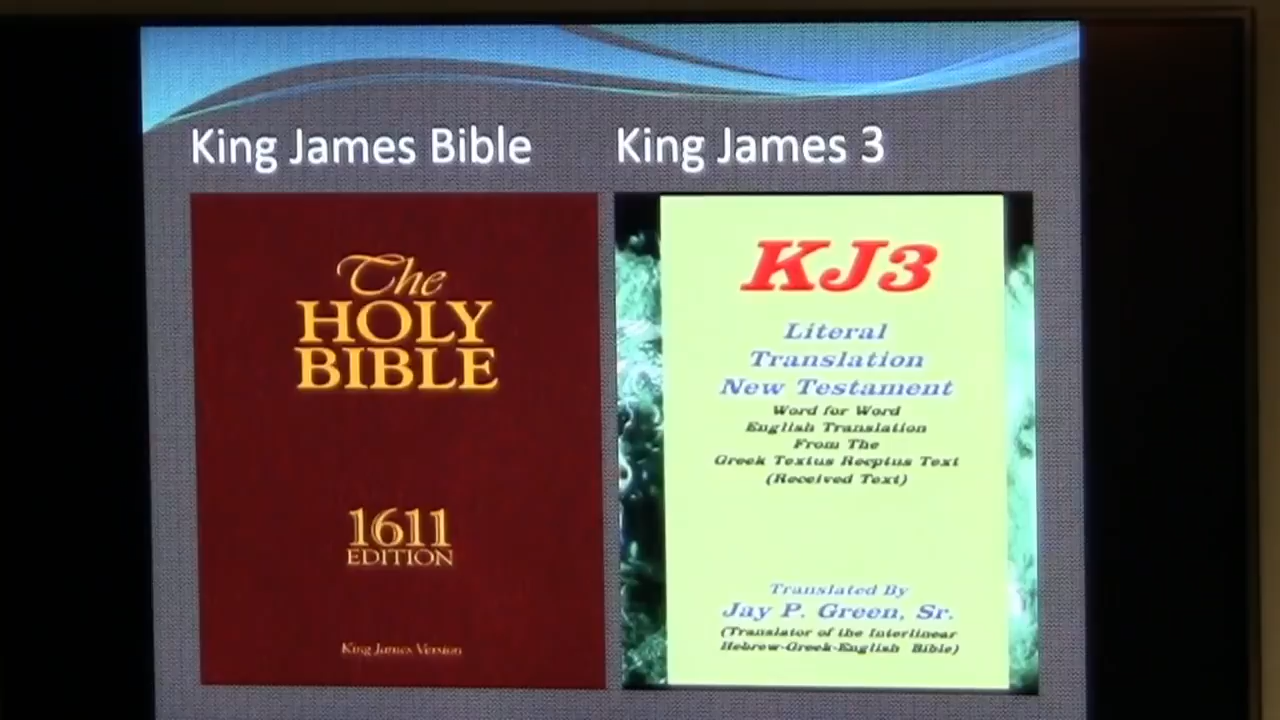 King James Bible
The
HOLY
BIBLE
1611
EDITION
King James Version
King James 3
KJ3
Literal
Translation
New Testament
Word for Word
English Translation
From The
Greek Textus Recptus Text
(Received Text)
Translated By
Jay P. Green, Sr.
(Translator of the Interlinear
Hebrew-Greek-English Bible)